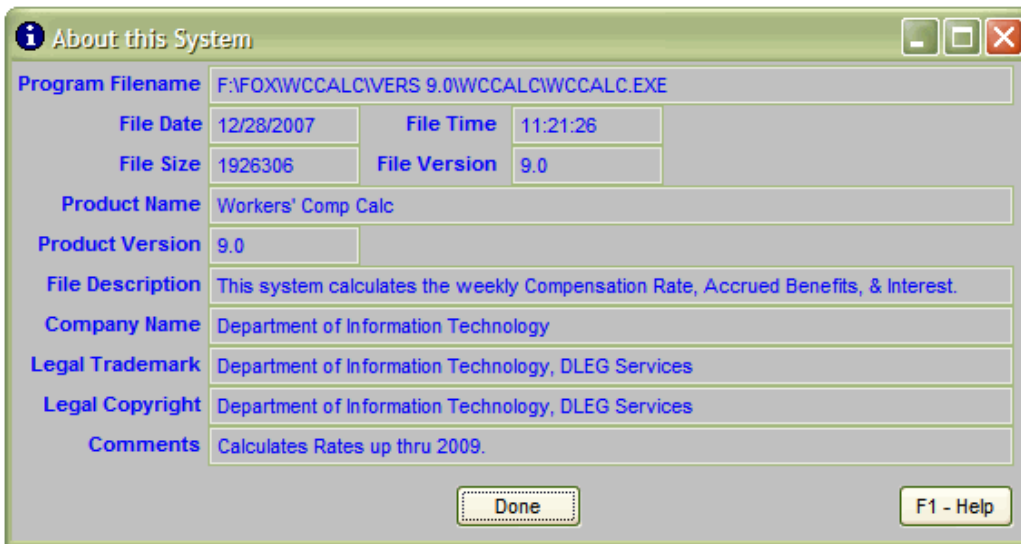 About this System
Program Filename F:\FOX\WCCALC\VERS 9.0\WCCALC\WCCALC.EXE
File Date 12/28/2007 File Time 11:21:26
File Size 1926306 File Version 9.0
Product Name Workers' Comp Calc
Product Version 9.0
File Description This system calculates the weekly Compensation Rate, Accrued Benefits, & Interest.
Company Name Department of Information Technology
Legal Trademark Department of Information Technology, DLEG Services
Legal Copyright Department of Information Technology, DLEG Services
Comments Calculates Rates up thru 2009.
Done F1 - Help